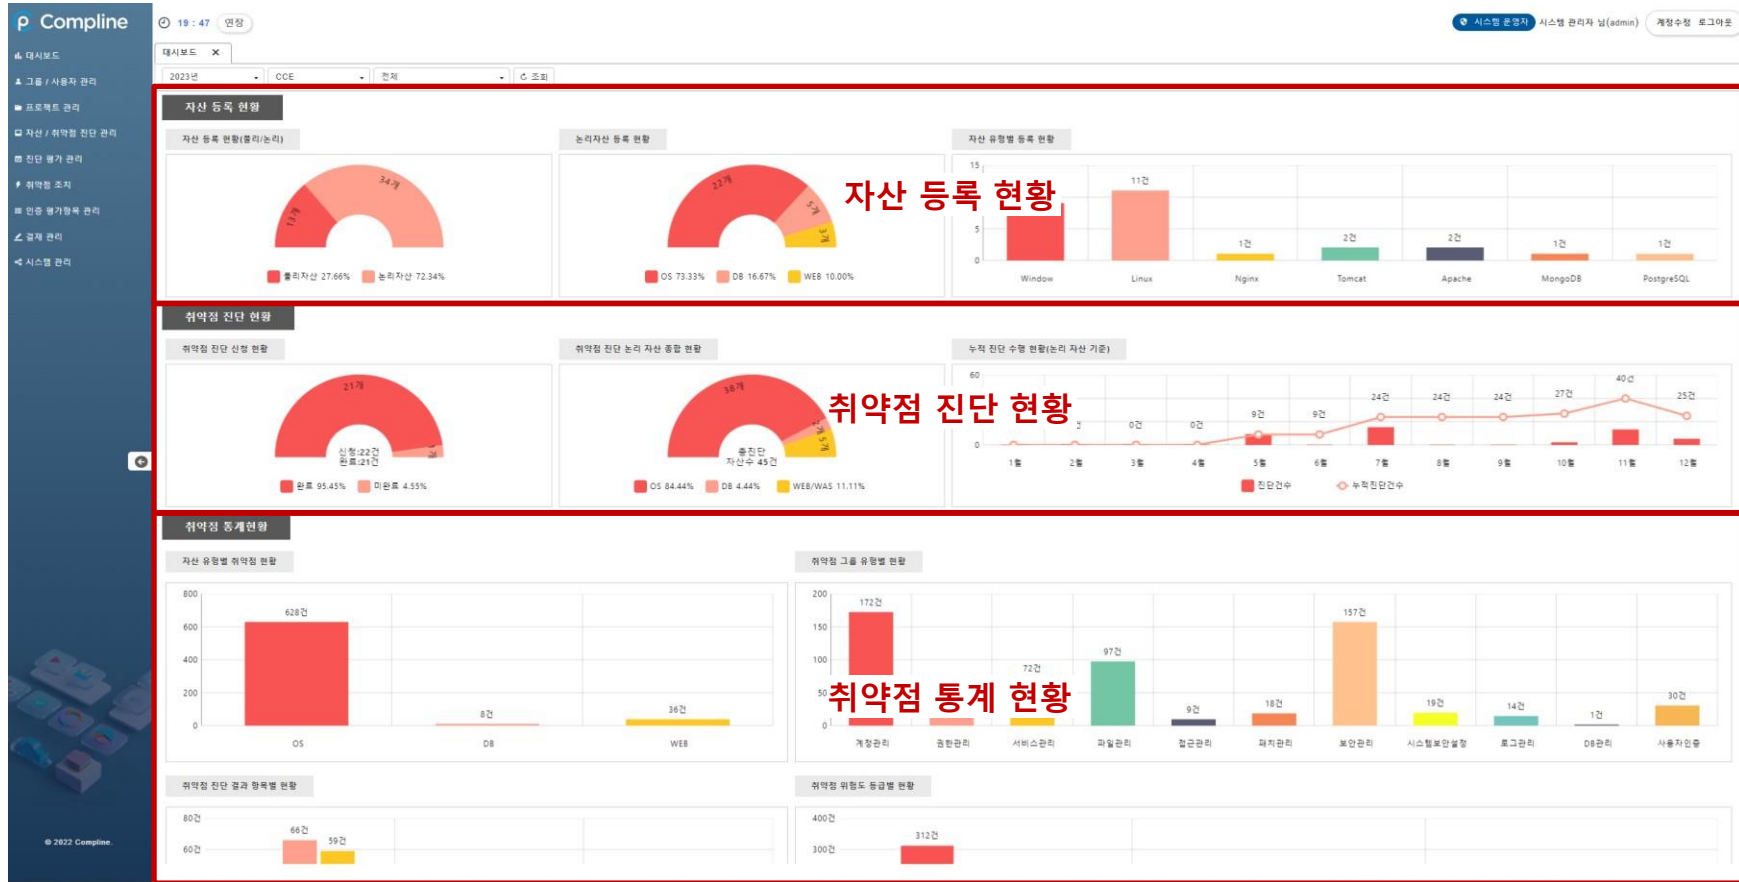 Compline
19 : 47 연장
시스템 운영자 시스템 관리자 님(admin) 계정수정 로그아웃
대시보드
그룹 / 사용자 관리
프로젝트 관리
자산 / 취약점 진단 관리
진단 평가 관리
취약점 조치
인증 평가항목 관리
결재 관리
시스템 관리
© 2022 Compline.
대시보드 X
2023년 CCE 전체 조회
자산 등록 현황
자산 등록 현황(물리/논리)
13개
34개
물리자산 27.66% 논리자산 72.34%
논리자산 등록 현황
22개
5개
3개
OS 73.33% DB 16.67% WEB 10.00%
자산 등록 현황
자산 유형별 등록 현황
15
5
0
11건
1건
2건
2건
1건
1건
Window Linux Nginx Tomcat Apache MongoDB PostgreSQL
취약점 진단 현황
취약점 진단 신청 현황
21개
신청:22건
완료:21건
완료 95.45% 미완료 4.55%
취약점 진단 논리 자산 종합 현황
38개
2개
5개
총진단
자산수 45건
OS 84.44% DB 4.44% WEB/WAS 11.11%
취약점 진단 현황
누적 진단 수행 현황(논리 자산 기준)
60
0
0건 0건 9건 9건 24건 24건 24건 27건 40건 25건
1월 2월 3월 4월 5월 6월 7월 8월 9월 10월 11월 12월
진단건수 누적진단건수
취약점 통계현황
자산 유형별 취약점 현황
800
600
400
200
0
628건
8건
36건
OS DB WEB
취약점 통계 현황
취약점 그룹 유형별 현황
200
150
100
50
0
172건 72건 97건 9건 18건 157건 19건 14건 1건 30건
계정관리 권한관리 서비스관리 파일관리 접근관리 패치관리 보안관리 시스템보안설정 로그관리 DB관리 사용자인증
취약점 진단 결과 항목별 현황
80건
60건
66건
59건
취약점 위험도 등급별 현황
400건
300건
312건